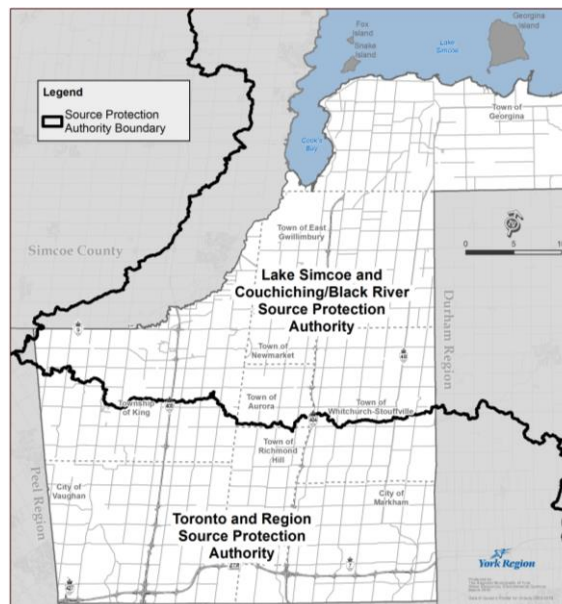 Fox
Island
Snake
Island
Lake
Simcoe
Georgina
Island
Legend
Source Protection
Authority Boundary
Cook's
Bay
Town of
Georgina
Town of East
Gwillimbury
Simcoe County
0 5 10
Lake Simcoe and
Couchiching/Black River
Source Protection
Authority
Durham Region
Town of
Newmarket
Township
of King
Town of
Aurora
Town of
Whitchurch-Stouffville
Town of
Richmond
Hill
Peel Region
City of
Vaughan
City of
Markham
Toronto and Region
Source Protection
Authority
York Region